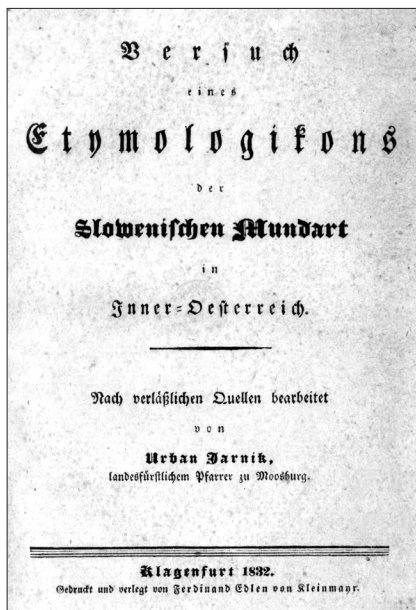 Versuch
eines
Etymologikons
der
Slowenischen Mundart
in
Inner-Oesterreich.
Nach verläßlichen Quellen bearbeitet
von
Urban Jarnik,
landesfürstlichem Pfarrer zu Moosburg.
Klagenfurt 1832.
Gedruckt und verlegt von Ferdinand Edlen von Kleinmayr.